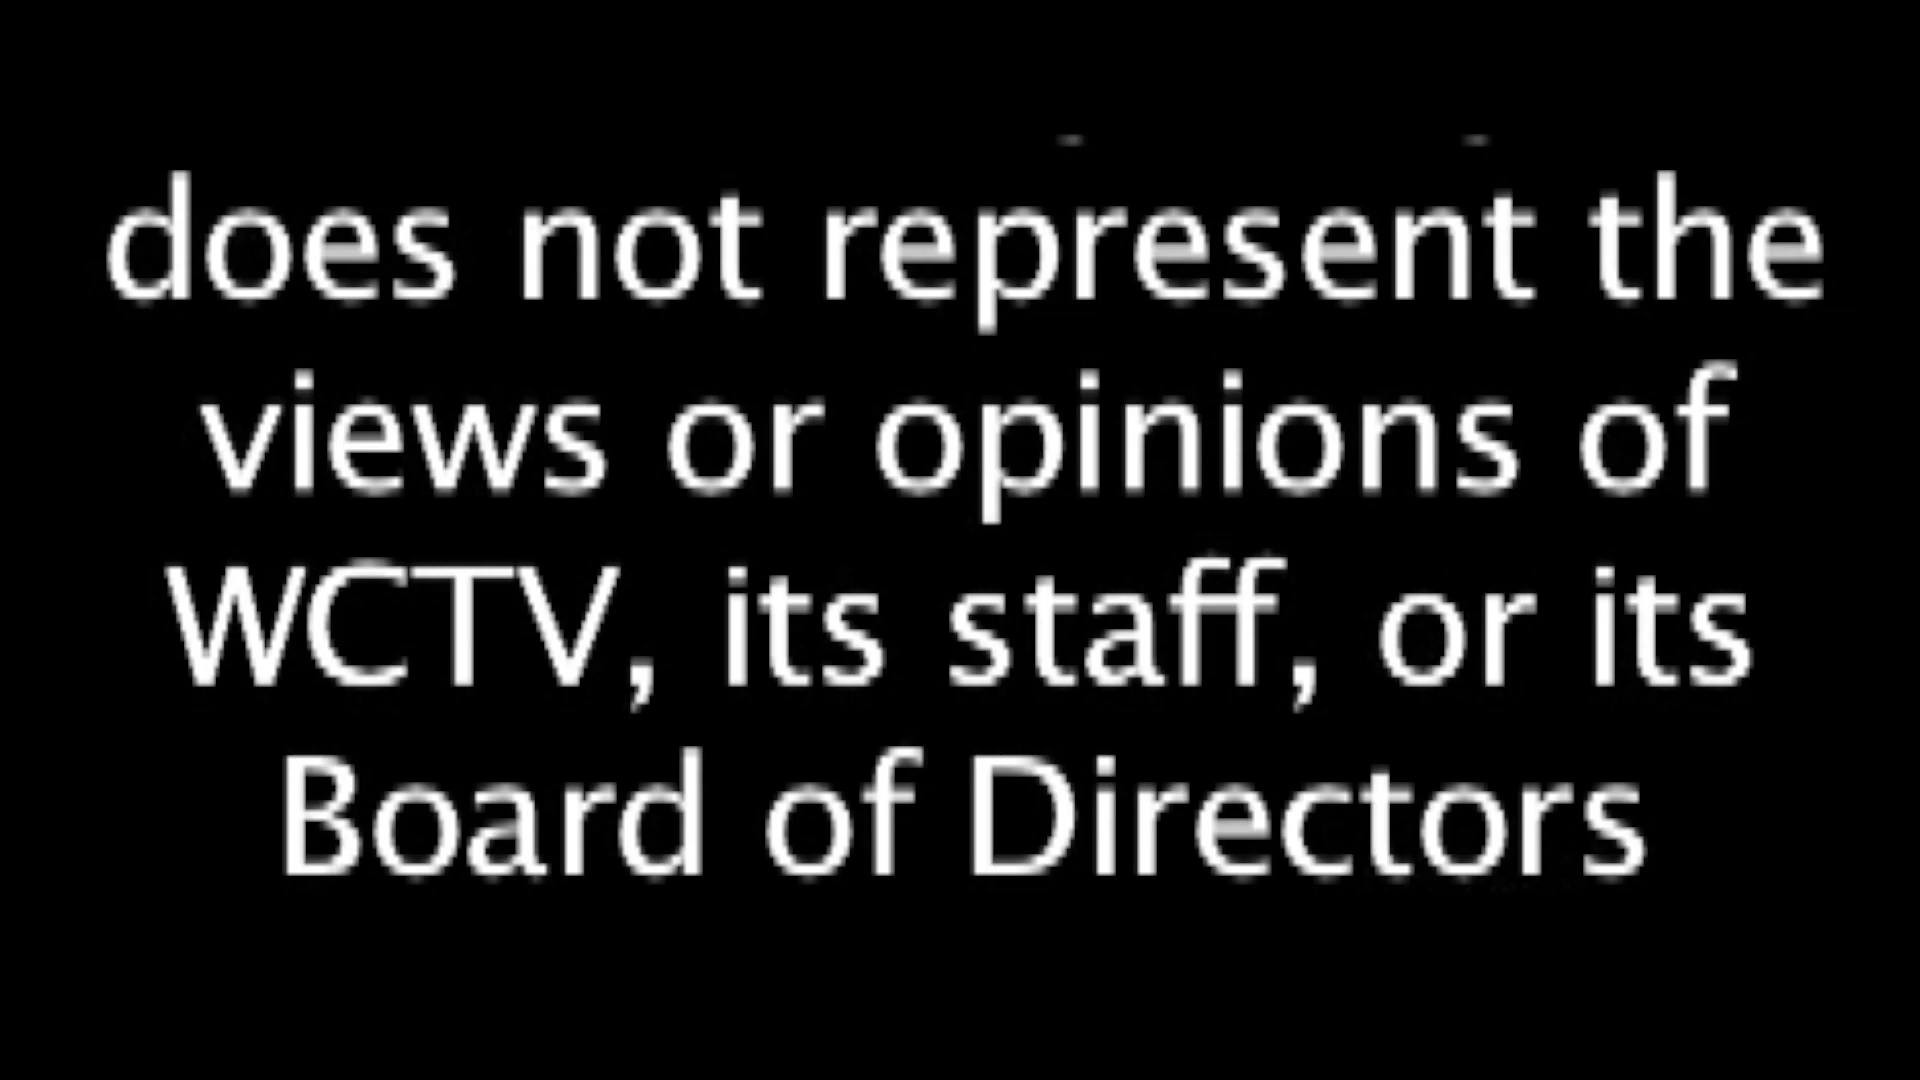 does not represent the
views or opinions of
WCTV, its staff, or its
Board of Directors